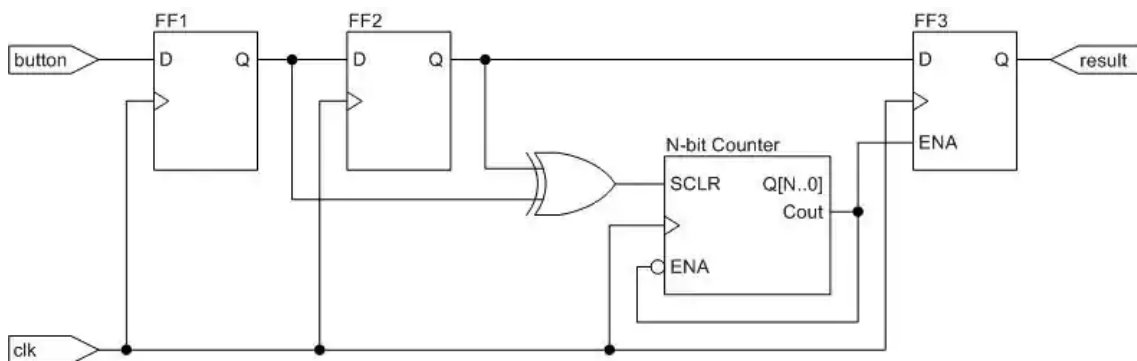 FF1
FF2
FF3
button
D
Q
D
Q
D
Q
result
N-bit Counter
ENA
SCLR
Q[N..0]
Cout
ENA
clk